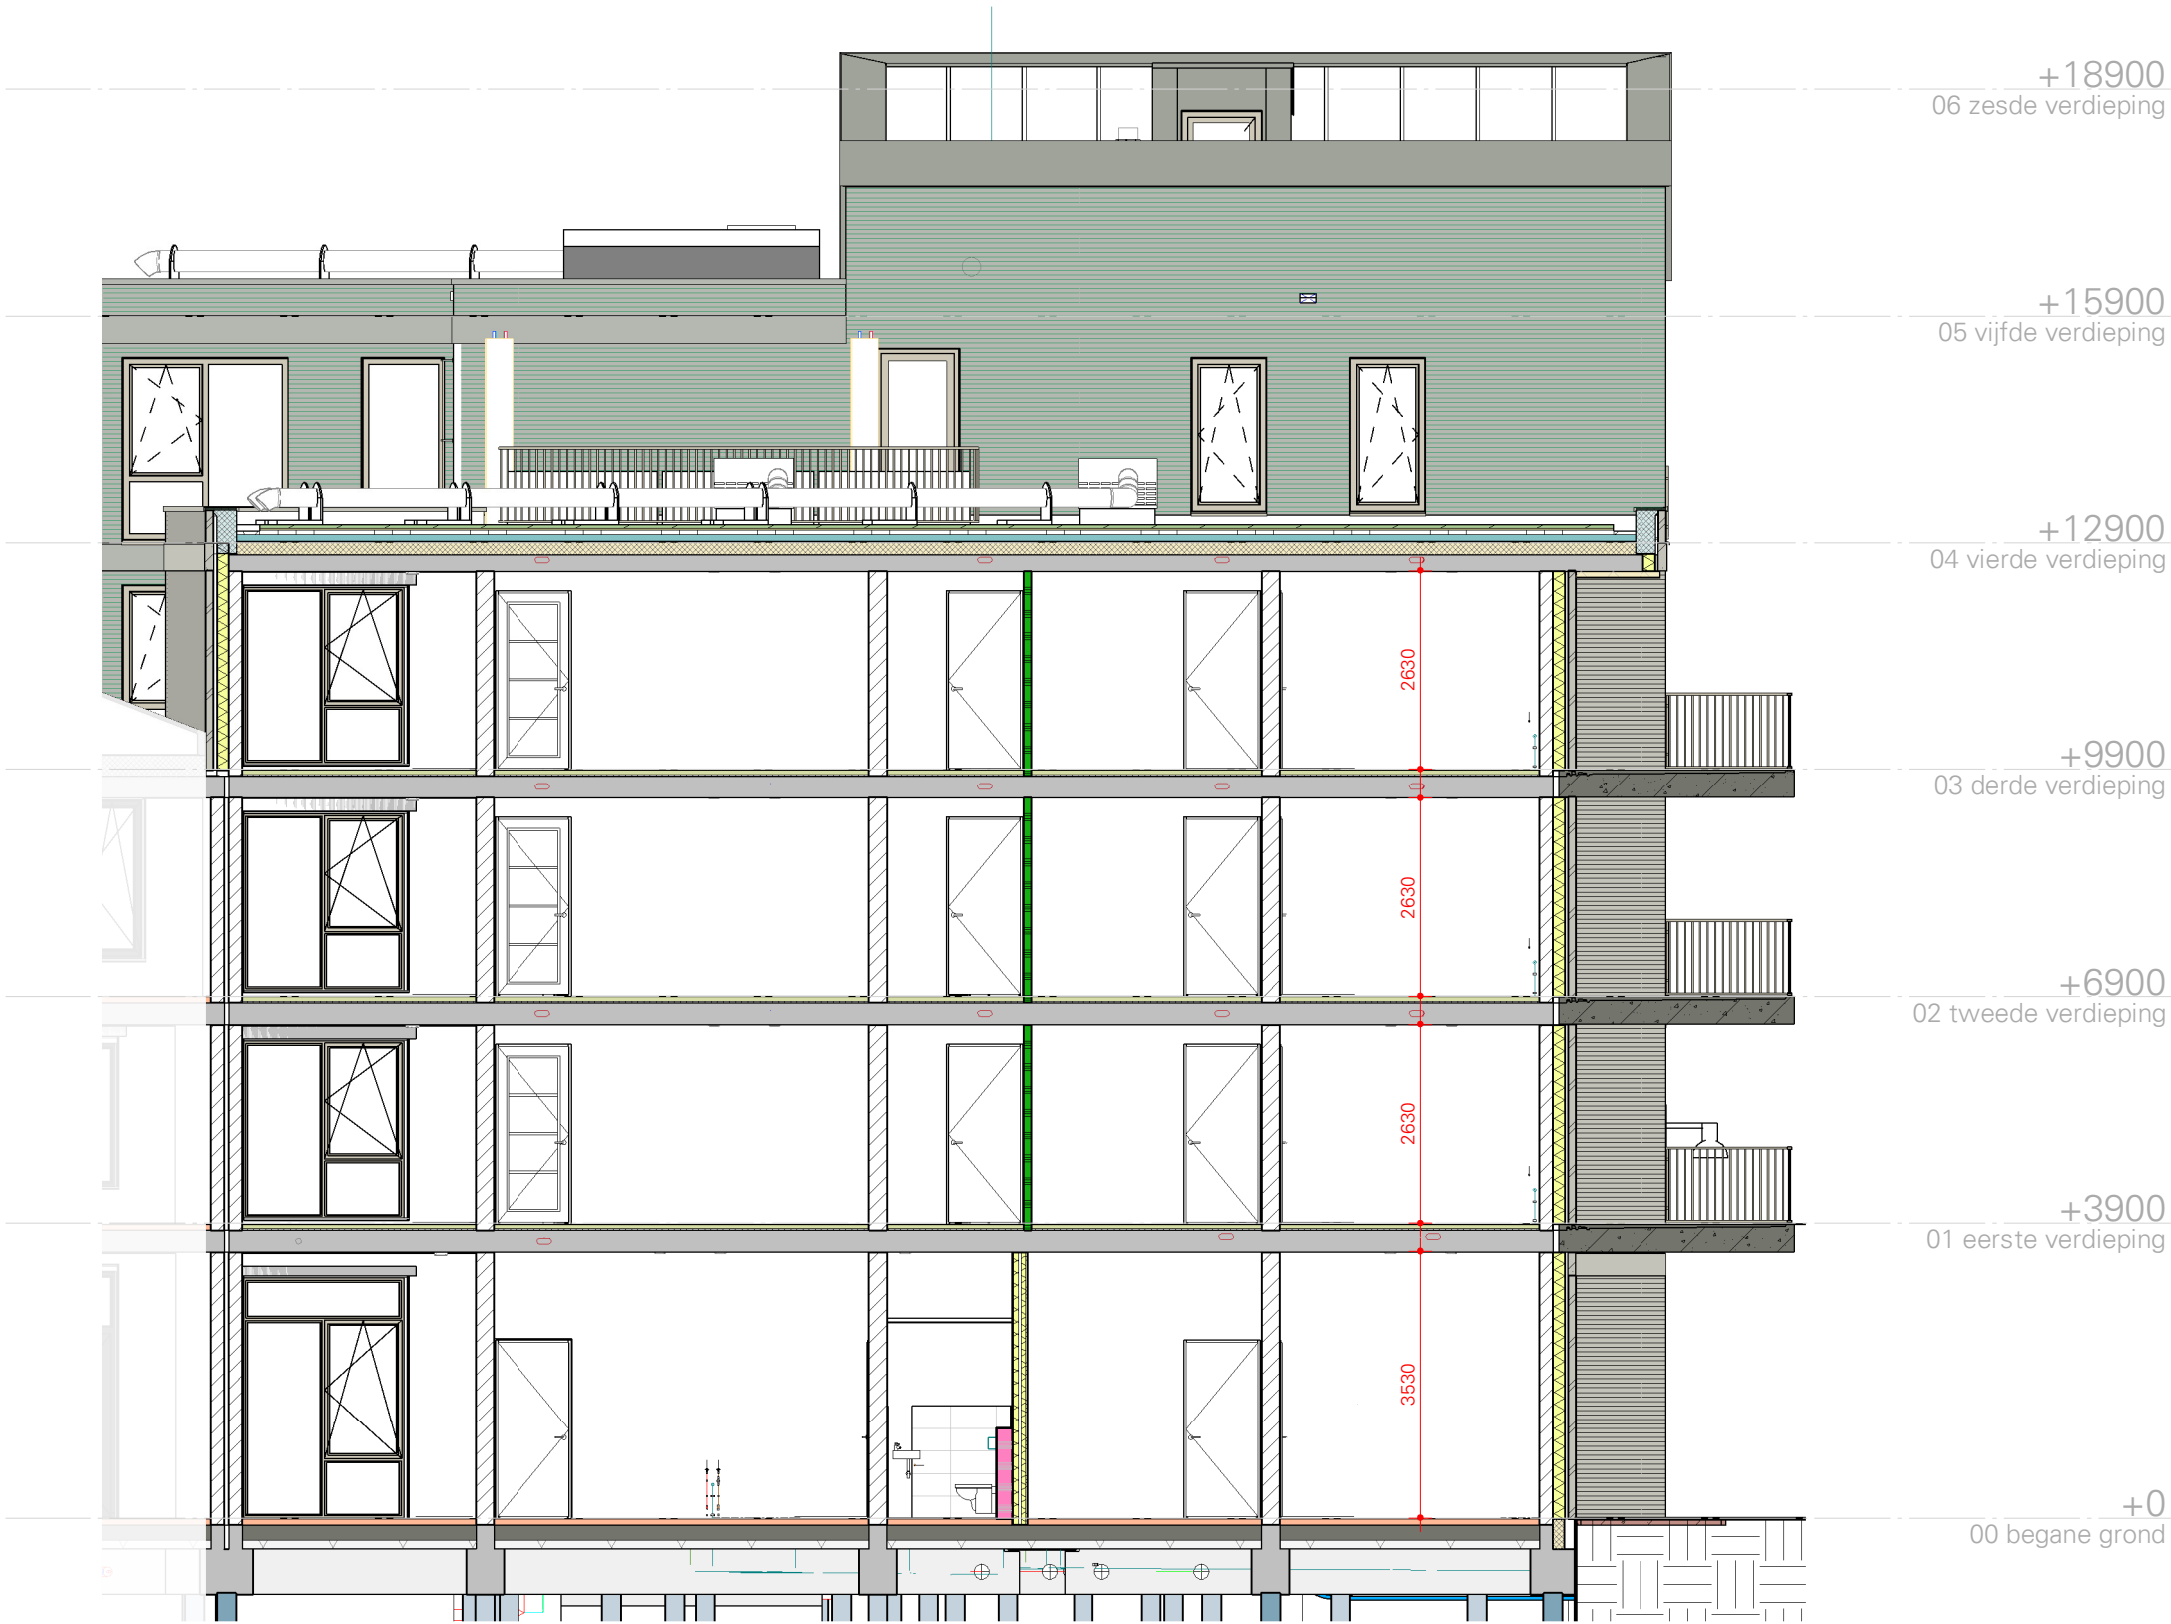 +18900
06 zesde verdieping
+15900
05 vijfde verdieping
+12900
04 vierde verdieping
2630
+9900
03 derde verdieping
2630
+6900
02 tweede verdieping
2630
+3900
01 eerste verdieping
3530
+0
00 begane grond